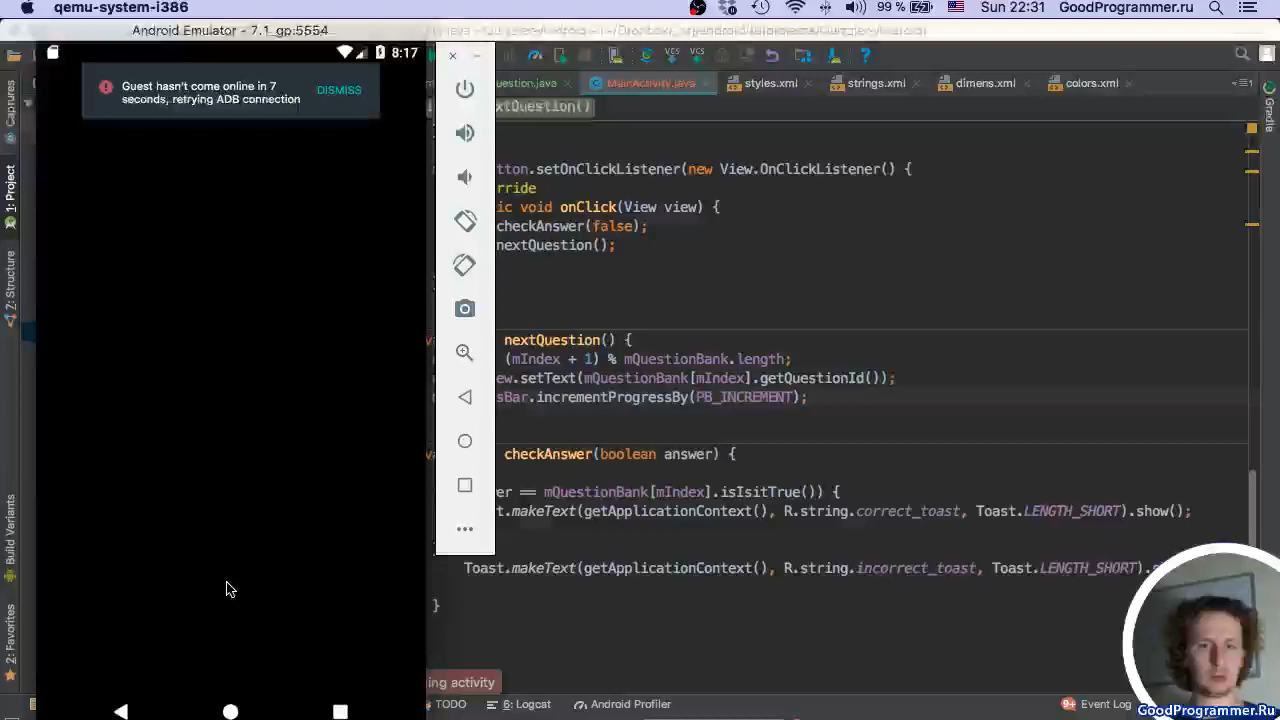 qemu-system-i386
99 %
Sun 22:31
GoodProgrammer.ru
Android Emulator - 7.1_gp:5554
8:17
Guest hasn't come online in 7
seconds, retrying ADB connection
DISMISS
uestion.java
MainActivity.java
styles.xml
strings.xml
dimens.xml
colors.xml
extQuestion()
tton.setOnClickListener(new View.OnClickListener() {
rride
ic void onClick(View view) {
checkAnswer(false);
nextQuestion();
nextQuestion() {
(mIndex + 1) % mQuestionBank.length;
ew.setText(mQuestionBank[mIndex].getQuestionId());
sBar.incrementProgressBy(PB_INCREMENT);
checkAnswer(boolean answer) {
er == mQuestionBank[mIndex].isIsitTrue()) {
t.makeText(getApplicationContext(), R.string.correct_toast, Toast.LENGTH_SHORT).show();
Toast.makeText(getApplicationContext(), R.string.incorrect_toast, Toast.LENGTH_SHORT).s
}
ing activity
TODO
6: Logcat
Android Profiler
Event Log
Captures
1: Project
Z: Structure
Build Variants
2: Favorites
Gradle
GoodProgrammer.Ru